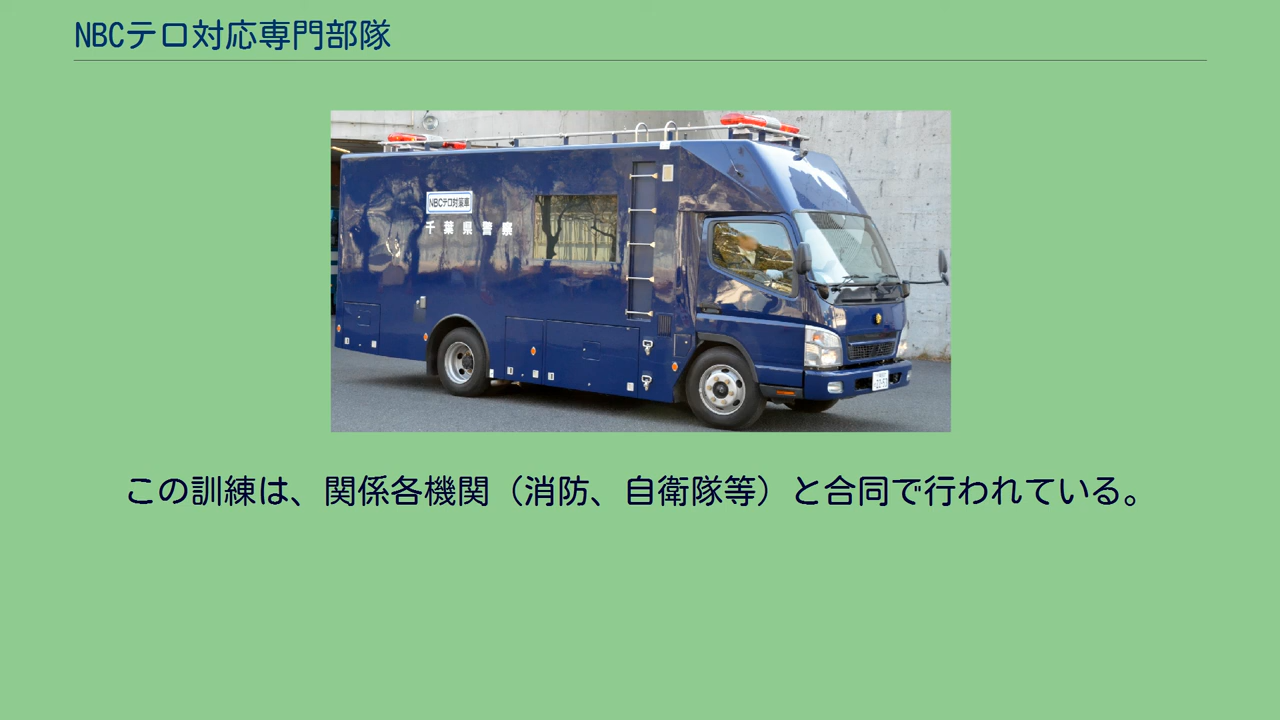 NBCテロ対応専門部隊
NBCテロ対策車
千葉県警察
この訓練は、関係各機関（消防、自衛隊等）と合同で行われている。